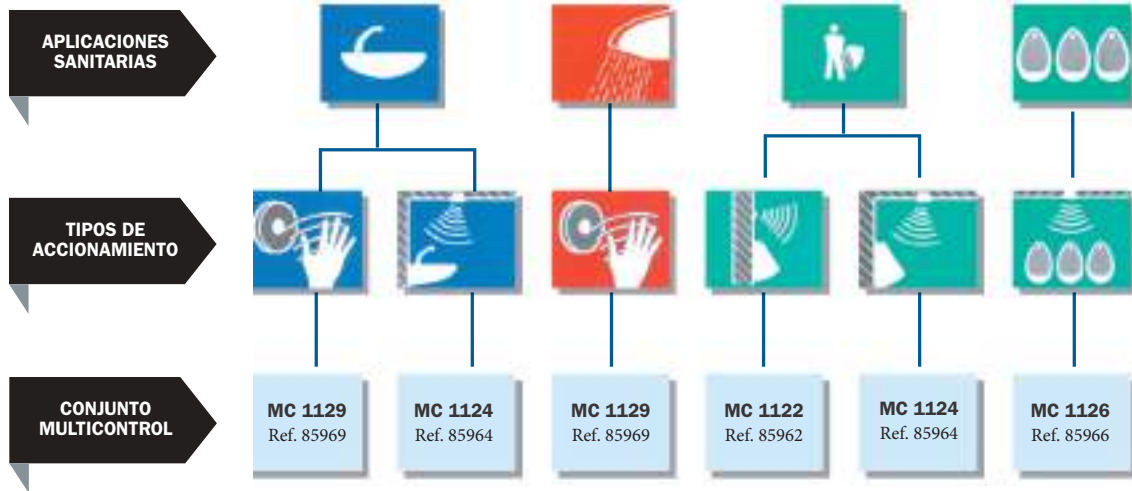 APLICACIONES
SANITARIAS
TIPOS DE
ACCIONAMIENTO
CONJUNTO
MULTICONTROL
MC 1129
Ref. 85969
MC 1124
Ref. 85964
MC 1129
Ref. 85969
MC 1122
Ref. 85962
MC 1124
Ref. 85964
MC 1126
Ref. 85966